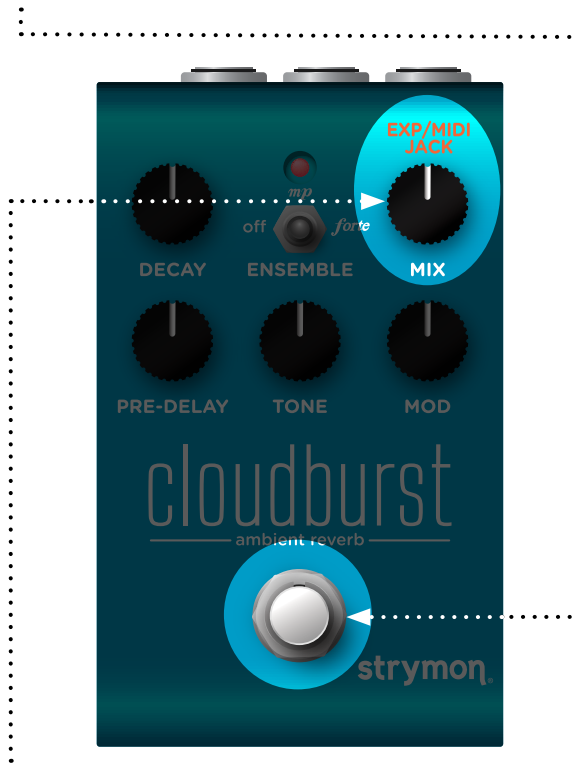 EXP/MIDI
JACK
mp
off
forte
DECAY
ENSEMBLE
MIX
PRE-DELAY
TONE
MOD
cloudburst
ambient reverb
strymon®